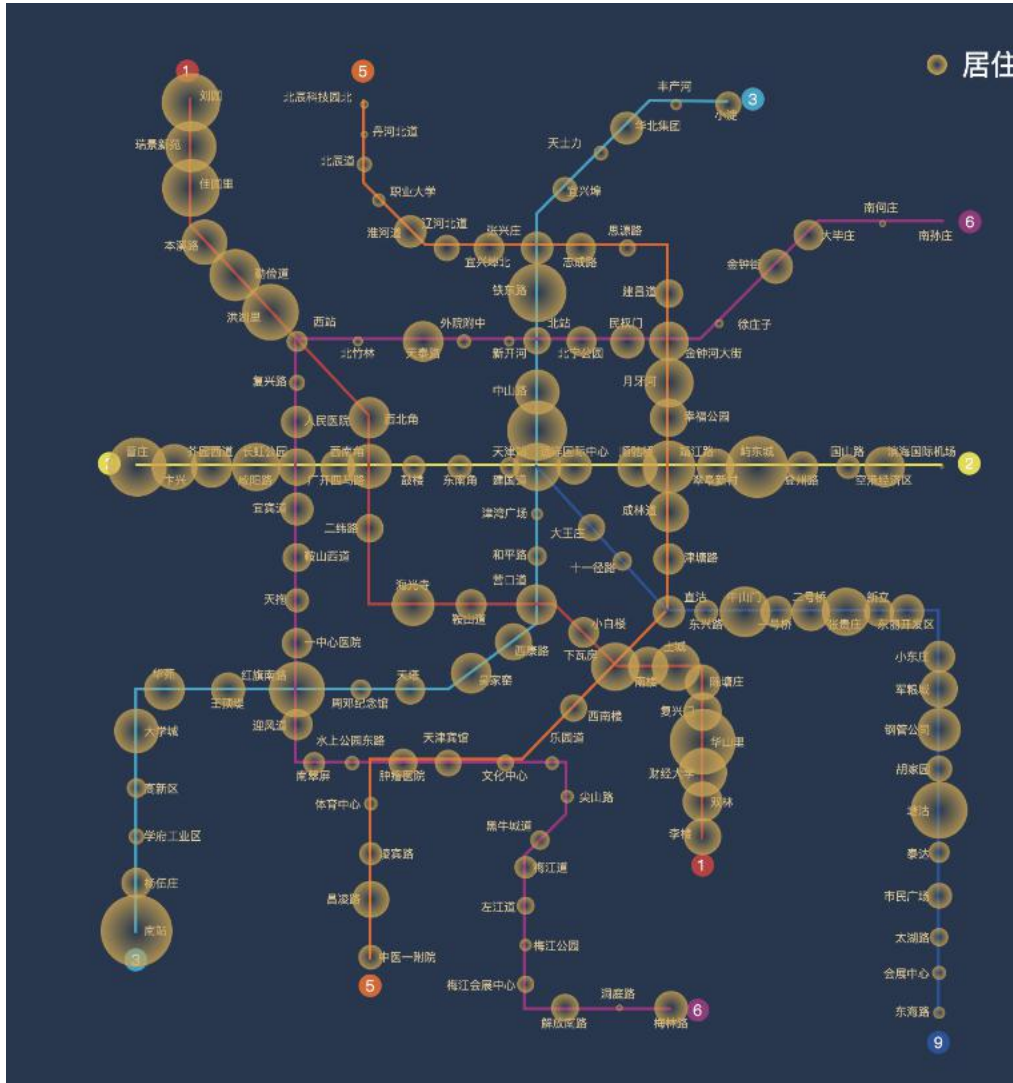 居住
1
5
3
刘园
北辰科技园北
丰产河
小淀
丹河北道
华北集团
瑞景新苑
天士力
北辰道
佳园里
职业大学
宜兴埠
南何庄
6
辽河北道
张兴庄
思源路
大毕庄
南孙庄
淮河道
本溪路
宜兴埠北
志成路
金钟街
勤俭道
铁东路
建昌道
洪湖里
西站
外院附中
北站
民权门
徐庄子
北竹林
天泰路
新开河
北宁公园
金钟河大街
复兴路
月牙河
中山路
人民医院
西北角
幸福公园
2
曹庄
芥园西道
长虹公园
西南角
天津站
远洋国际中心
靖江路
屿东城
国山路
滨海国际机场
2
卞兴
咸阳路
广开四马路
鼓楼
东南角
建国道
翠阜新村
登州路
空港经济区
宜宾道
津湾广场
成林道
二纬路
大王庄
鞍山西道
和平路
津塘路
十一径路
天拖
海光寺
营口道
直沽
中山门
二号桥
新立
鞍山道
小白楼
东兴路
一号桥
张贵庄
东丽开发区
一中心医院
西康路
下瓦房
土城
小东庄
华苑
红旗南路
天塔
吴家窑
南楼
陈塘庄
王顶堤
周邓纪念馆
军粮城
西南楼
复兴门
迎风道
大学城
水上公园东路
天津宾馆
乐园道
华山里
钢管公司
南翠屏
肿瘤医院
文化中心
财经大学
胡家园
高新区
体育中心
尖山路
双林
塘沽
学府工业区
黑牛城道
李楼
凌宾路
梅江道
1
泰达
杨伍庄
昌凌路
左江道
市民广场
南站
梅江公园
太湖路
3
中医一附院
5
梅江会展中心
洞庭路
会展中心
解放南路
梅林路
6
东海路
9